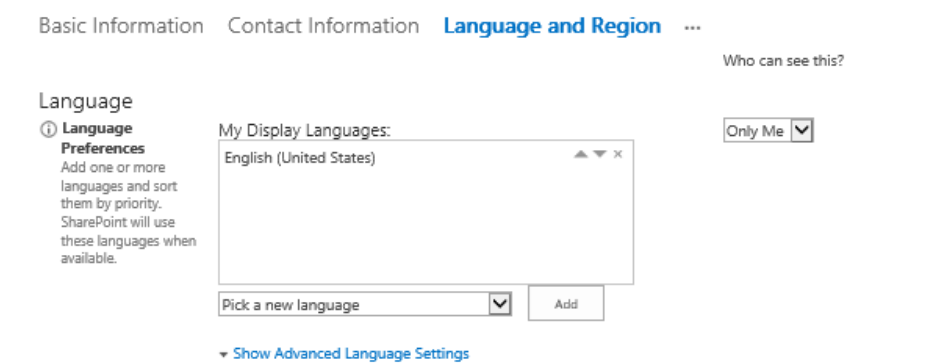 Basic Information Contact Information Language and Region ...
Who can see this?
Language
Language Preferences
My Display Languages:
Only Me
Add one or more
languages and sort
them by priority.
SharePoint will use
these languages when
available.
English (United States)
Pick a new language
Add
Show Advanced Language Settings